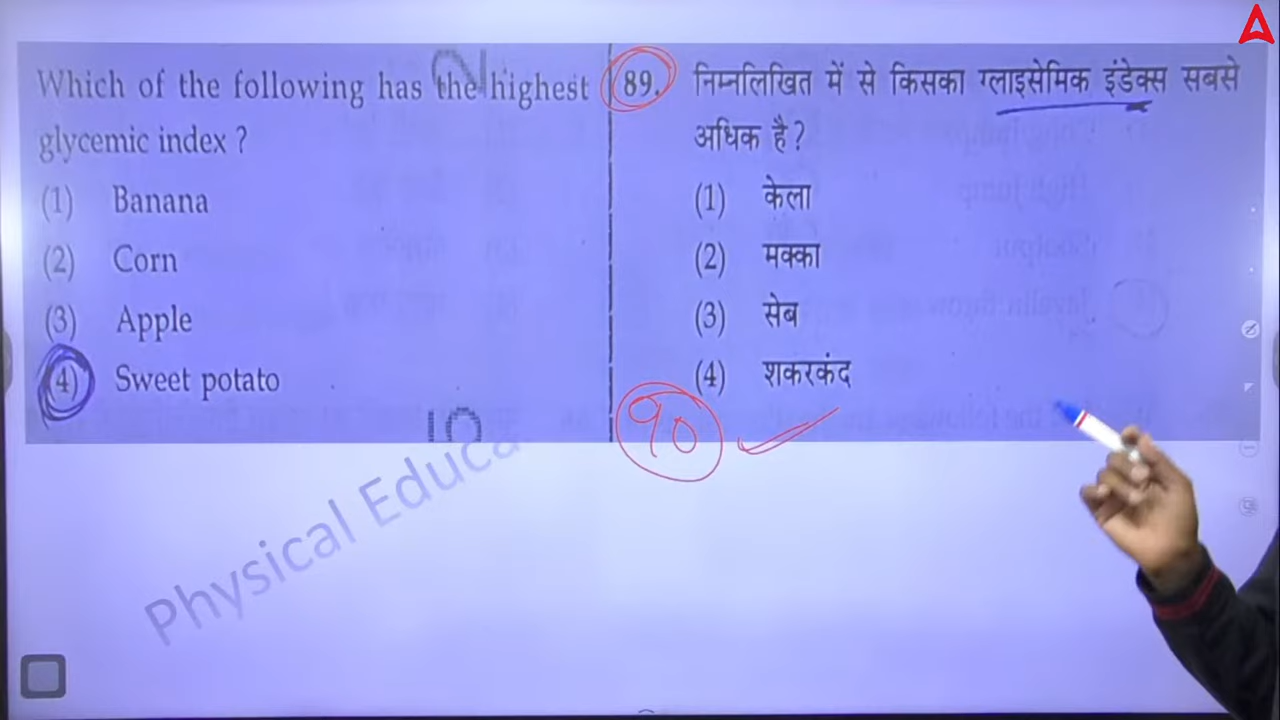 Which of the following has the highest
glycemic index ?
(1) Banana
(2) Corn
(3) Apple
(4) Sweet potato
89. निम्नलिखित में से किसका ग्लाइसेमिक इंडेक्स सबसे
अधिक है ?
(1) केला
(2) मक्का
(3) सेब
(4) शकरकंद
90
Physical Educa